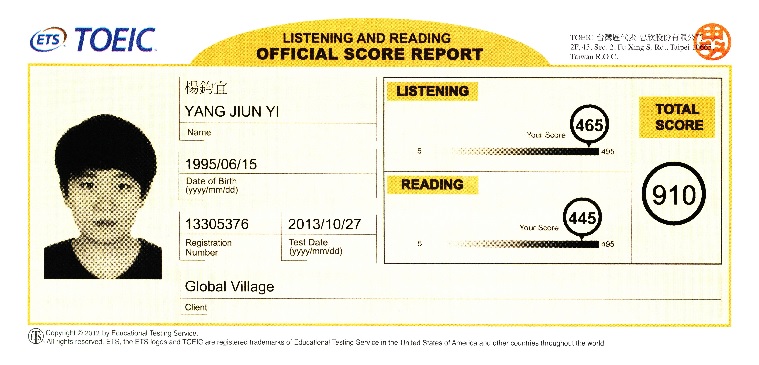 ETS TOEIC
LISTENING AND READING
OFFICIAL SCORE REPORT
TOEIC 台灣區代表
2F, 45, Sec. 2, Fu Xing S. Rd., Taipei
Taiwan R.O.C.
楊鈞宜
YANG JIUN YI
Name
1995/06/15
Date of Birth
(yyyy/mm/dd)
13305376
Registration
Number
2013/10/27
Test Date
(yyyy/mm/dd)
Global Village
Client
LISTENING
Your Score
465
5
495
READING
Your Score
445
5
495
TOTAL
SCORE
910
ETS
Copyright © 2012 by Educational Testing Service.
All rights reserved. ETS, the ETS logos and TOEIC are registered trademarks of Educational Testing Service in the United States of America and other countries throughout the world